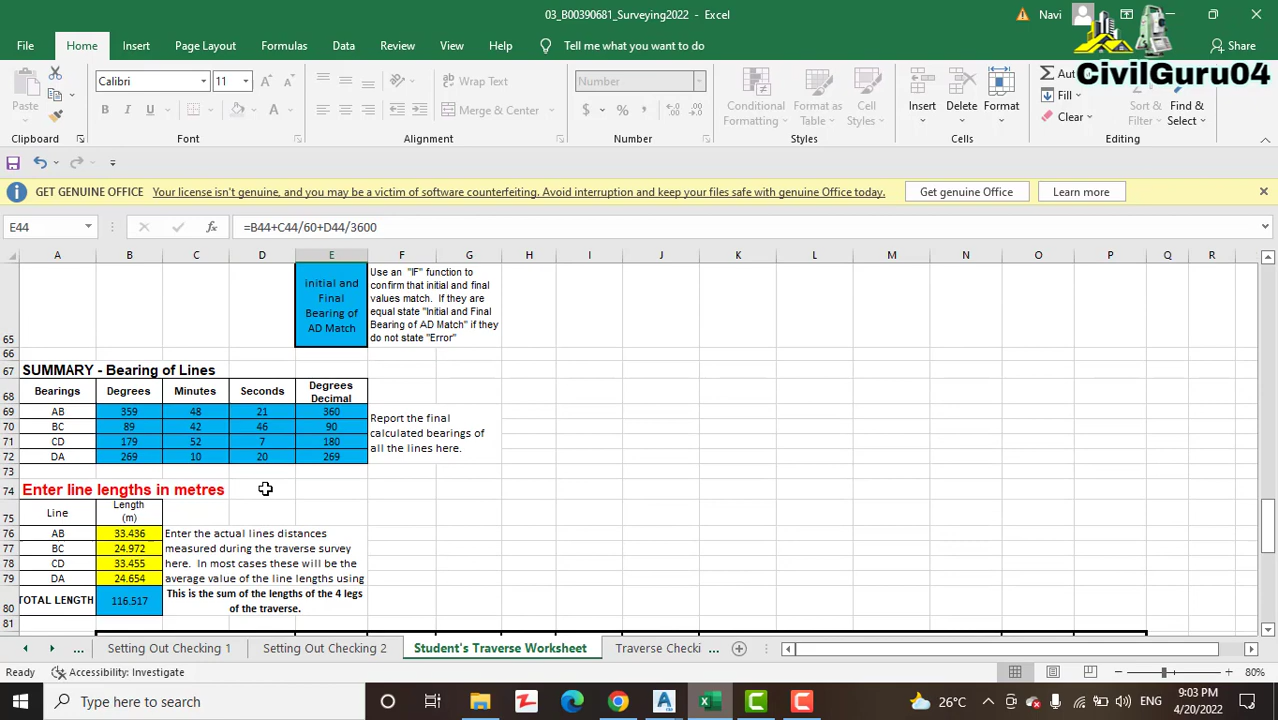 03_B00390681_Surveying2022 - Excel
Navi
CivilGuru04
File Home Insert Page Layout Formulas Data Review View Help Tell me what you want to do Share
Paste
Clipboard
Calibri 11
B I U
Font
Wrap Text
Merge & Center
Alignment
Number
$ %
Number
Conditional Formatting
Format as Table
Cell Styles
Styles
Insert Delete Format
Cells
Fill
Clear
Sort & Filter
Find & Select
Editing
GET GENUINE OFFICE Your license isn't genuine, and you may be a victim of software counterfeiting. Avoid interruption and keep your files safe with genuine Office today. Get genuine Office Learn more
E44 fx =B44+C44/60+D44/3600
A B C D E F G H I J K L M N O P Q R
65
initial and
Final
Bearing of
AD Match
Use an "IF" function to
confirm that initial and final
values match. If they are
equal state "Initial and Final
Bearing of AD Match" if they
do not state "Error"
66
67 SUMMARY - Bearing of Lines
68 Bearings Degrees Minutes Seconds Degrees Decimal
69 AB 359 48 21 360
70 BC 89 42 46 90
71 CD 179 52 7 180
72 DA 269 10 20 269
Report the final
calculated bearings of
all the lines here.
73
74 Enter line lengths in metres
75 Line Length (m)
76 AB 33.436 Enter the actual lines distances
77 BC 24.972 measured during the traverse survey
78 CD 33.455 here. In most cases these will be the
79 DA 24.654 average value of the line lengths using
80 TOTAL LENGTH 116.517 This is the sum of the lengths of the 4 legs
of the traverse.
81
... Setting Out Checking 1 Setting Out Checking 2 Student's Traverse Worksheet Traverse Checki ...
Ready Accessibility: Investigate 80%
Type here to search
26°C ENG
9:03 PM
4/20/2022